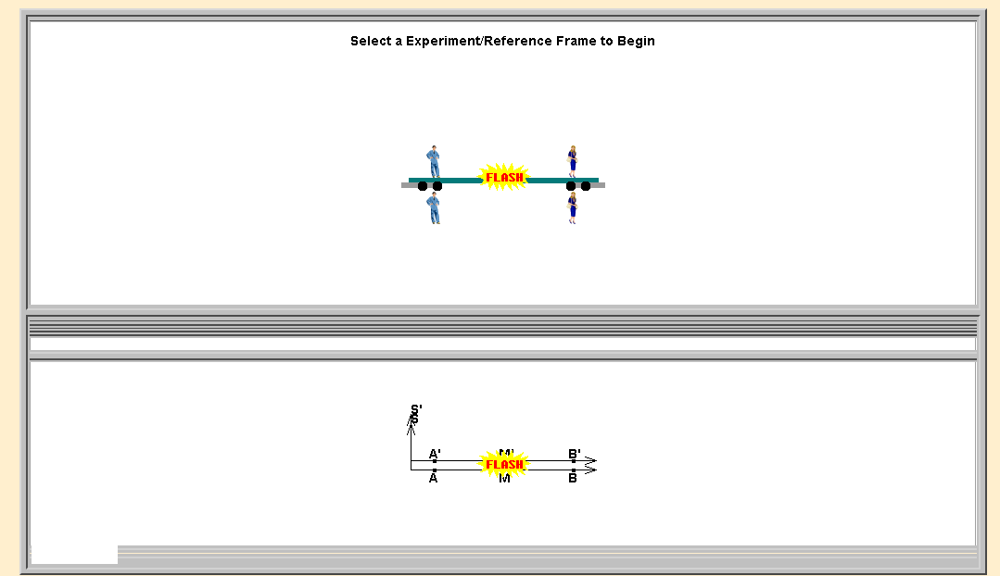 Select a Experiment/Reference Frame to Begin
FLASH
S'
A' M' B'
FLASH
A M B